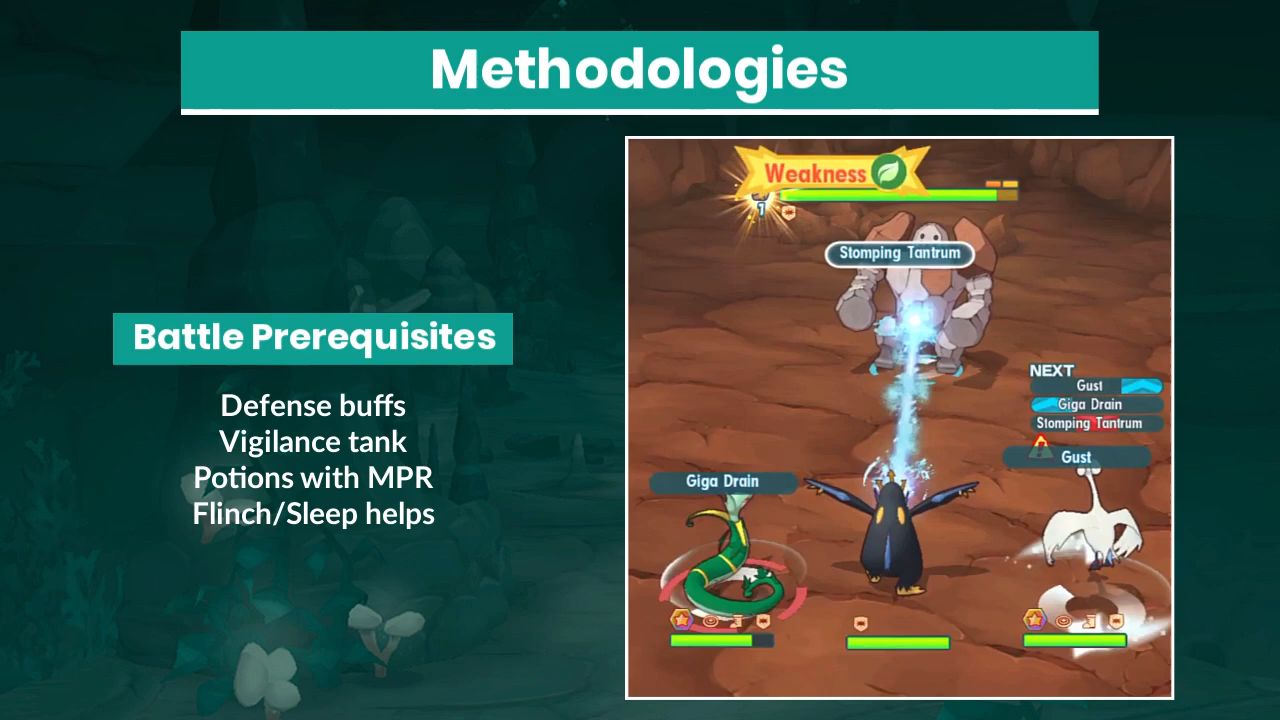 Methodologies
Battle Prerequisites
Defense buffs
Vigilance tank
Potions with MPR
Flinch/Sleep helps
Weakness
1
Stomping Tantrum
NEXT
Gust
Giga Drain
Stomping Tantrum
Gust
Giga Drain